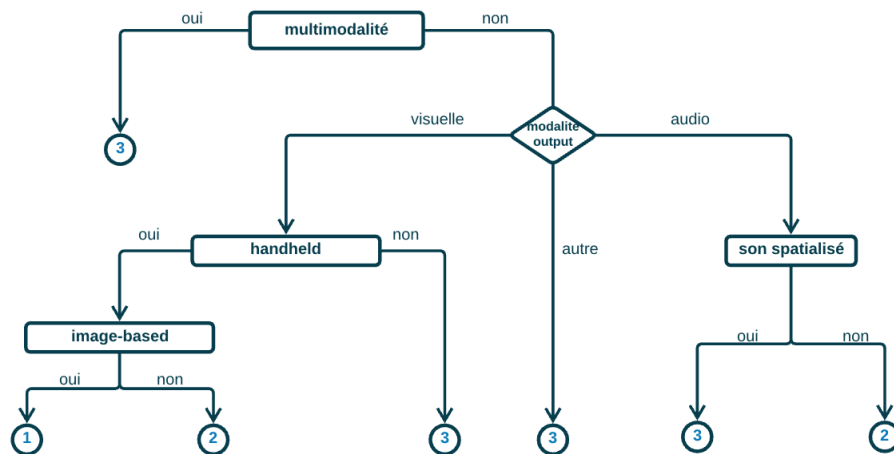 oui
multimodalité
non
3
visuelle
modalité
output
audio
oui
handheld
non
autre
son spatialisé
image-based
oui
non
oui
non
1
2
3
3
3
2